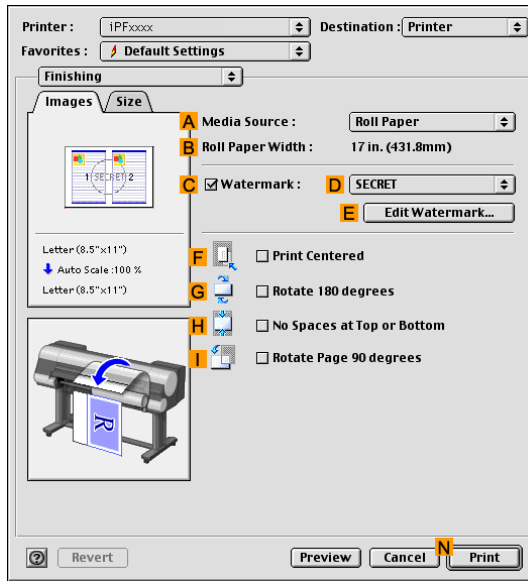 Printer : iPFxxxx Destination : Printer
Favorites : Default Settings
Finishing
Images Size
A Media Source : Roll Paper
B Roll Paper Width : 17 in. (431.8mm)
C Watermark : D SECRET
E Edit Watermark...
1 SECRET 2
Letter (8.5"x11")
Auto Scale :100 %
Letter (8.5"x11")
F Print Centered
G Rotate 180 degrees
H No Spaces at Top or Bottom
I Rotate Page 90 degrees
R
? Revert Preview Cancel N Print